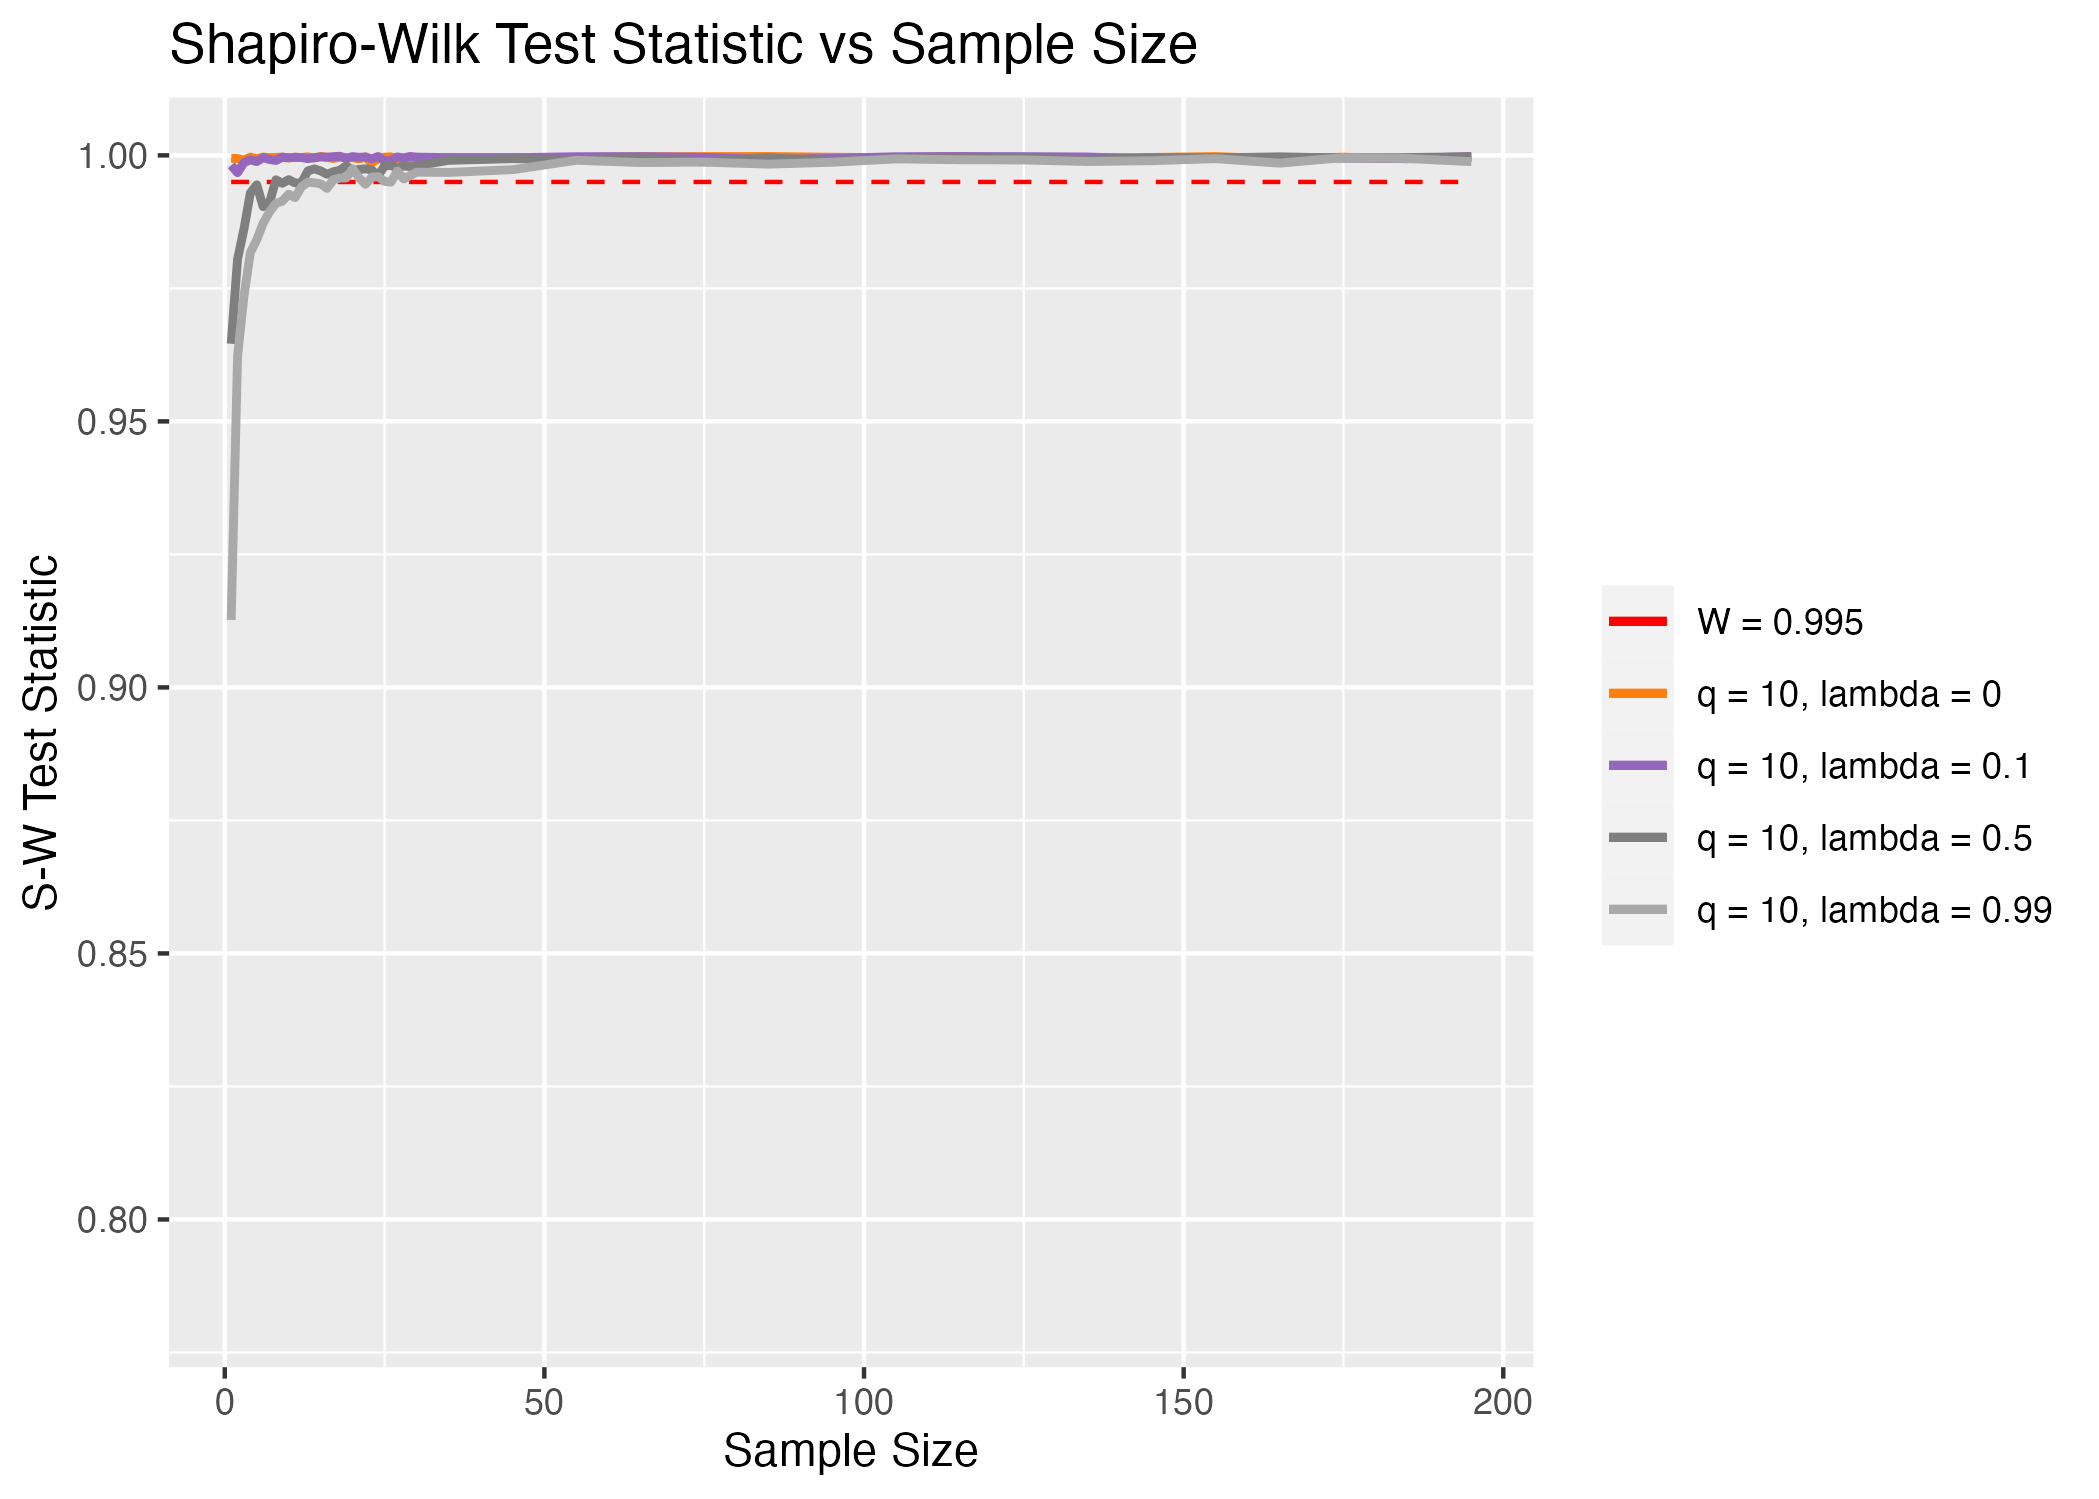 Shapiro-Wilk Test Statistic vs Sample Size
S-W Test Statistic
1.00
0.95
0.90
0.85
0.80
0
50
100
150
200
Sample Size
W = 0.995
q = 10, lambda = 0
q = 10, lambda = 0.1
q = 10, lambda = 0.5
q = 10, lambda = 0.99